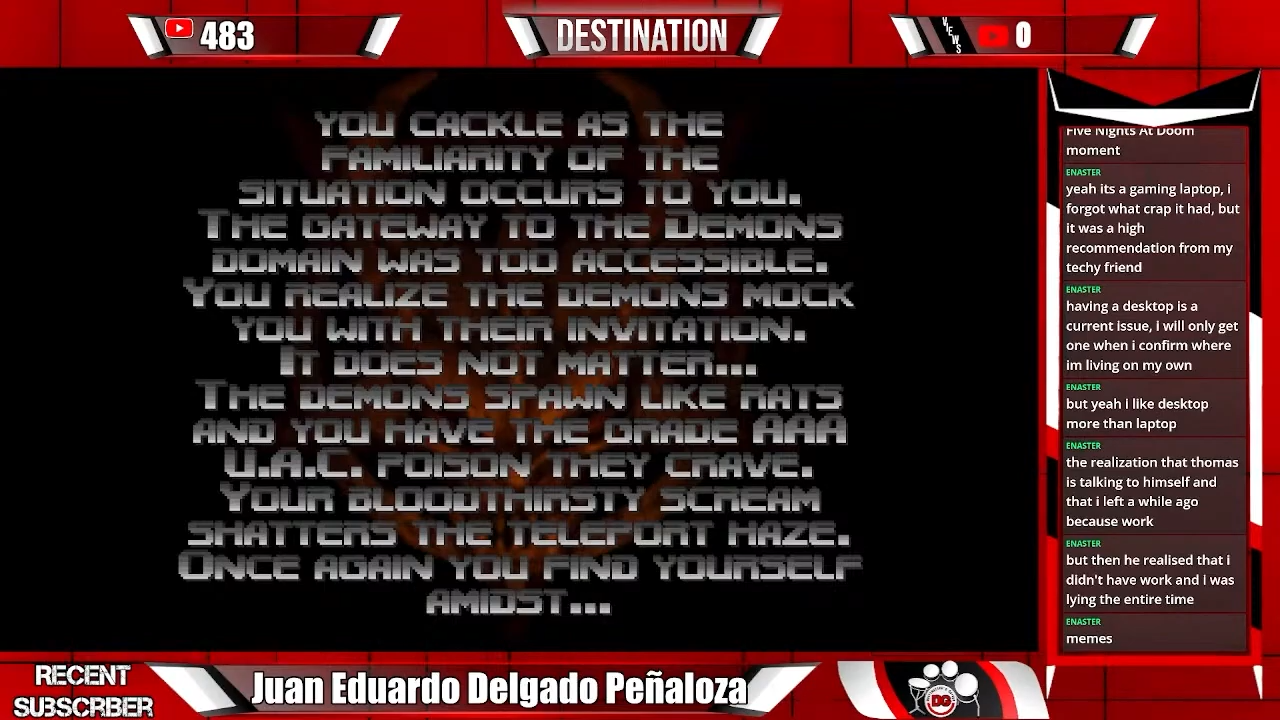 483
DESTINATION
VIEWS
0
YOU CACKLE AS THE
FAMILIARITY OF THE
SITUATION OCCURS TO YOU.
THE GATEWAY TO THE DEMONS
DOMAIN WAS TOO ACCESSIBLE.
YOU REALIZE THE DEMONS MOCK
YOU WITH THEIR INVITATION.
IT DOES NOT MATTER...
THE DEMONS SPAWN LIKE RATS
AND YOU HAVE THE GRADE AAA
U.A.C. POISON THEY CRAVE.
YOUR BLOODTHIRSTY SCREAM
SHATTERS THE TELEPORT HAZE.
ONCE AGAIN YOU FIND YOURSELF
AMIDST...
Five Nights At Doom
moment
ENASTER
yeah its a gaming laptop, i
forgot what crap it had, but
it was a high
recommendation from my
techy friend
ENASTER
having a desktop is a
current issue, i will only get
one when i confirm where
im living on my own
ENASTER
but yeah i like desktop
more than laptop
ENASTER
the realization that thomas
is talking to himself and
that i left a while ago
because work
ENASTER
but then he realised that i
didn't have work and i was
lying the entire time
ENASTER
memes
RECENT
SUBSCRBER
Juan Eduardo Delgado Peñaloza
DG